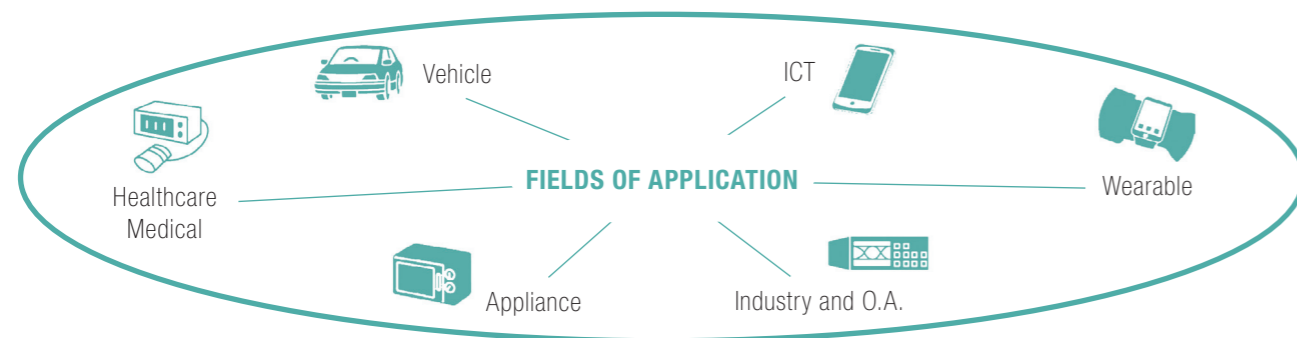 Vehicle
ICT
FIELDS OF APPLICATION
Healthcare
Medical
Wearable
Appliance
Industry and O.A.